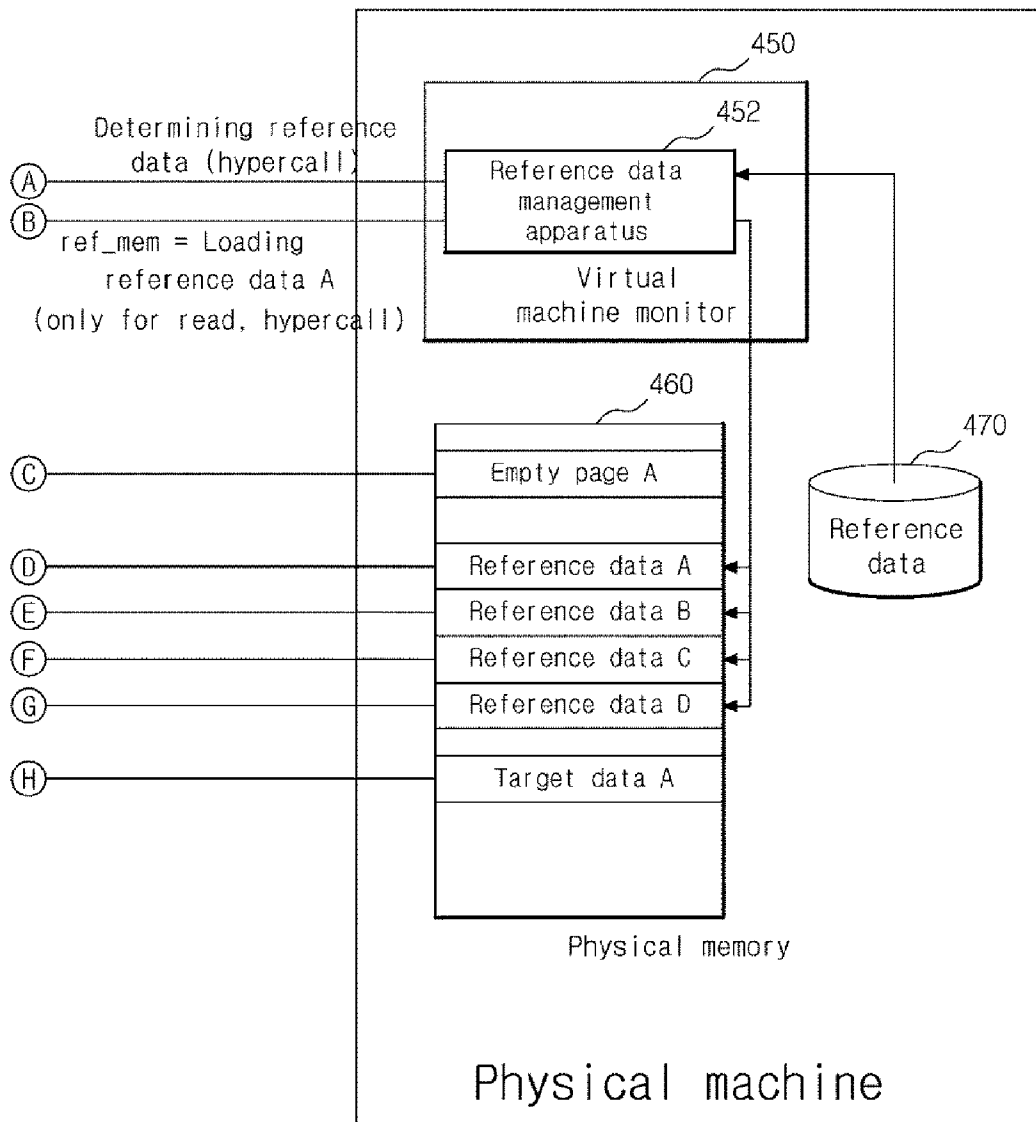 450
Determining reference
data (hypercall)
452
A
B
Reference data
management
apparatus
ref_mem = Loading
reference data A
(only for read, hypercall)
Virtual
machine monitor
460
470
C
Empty page A
Reference
data
D
Reference data A
E
Reference data B
F
Reference data C
G
Reference data D
H
Target data A
Physical memory
Physical machine